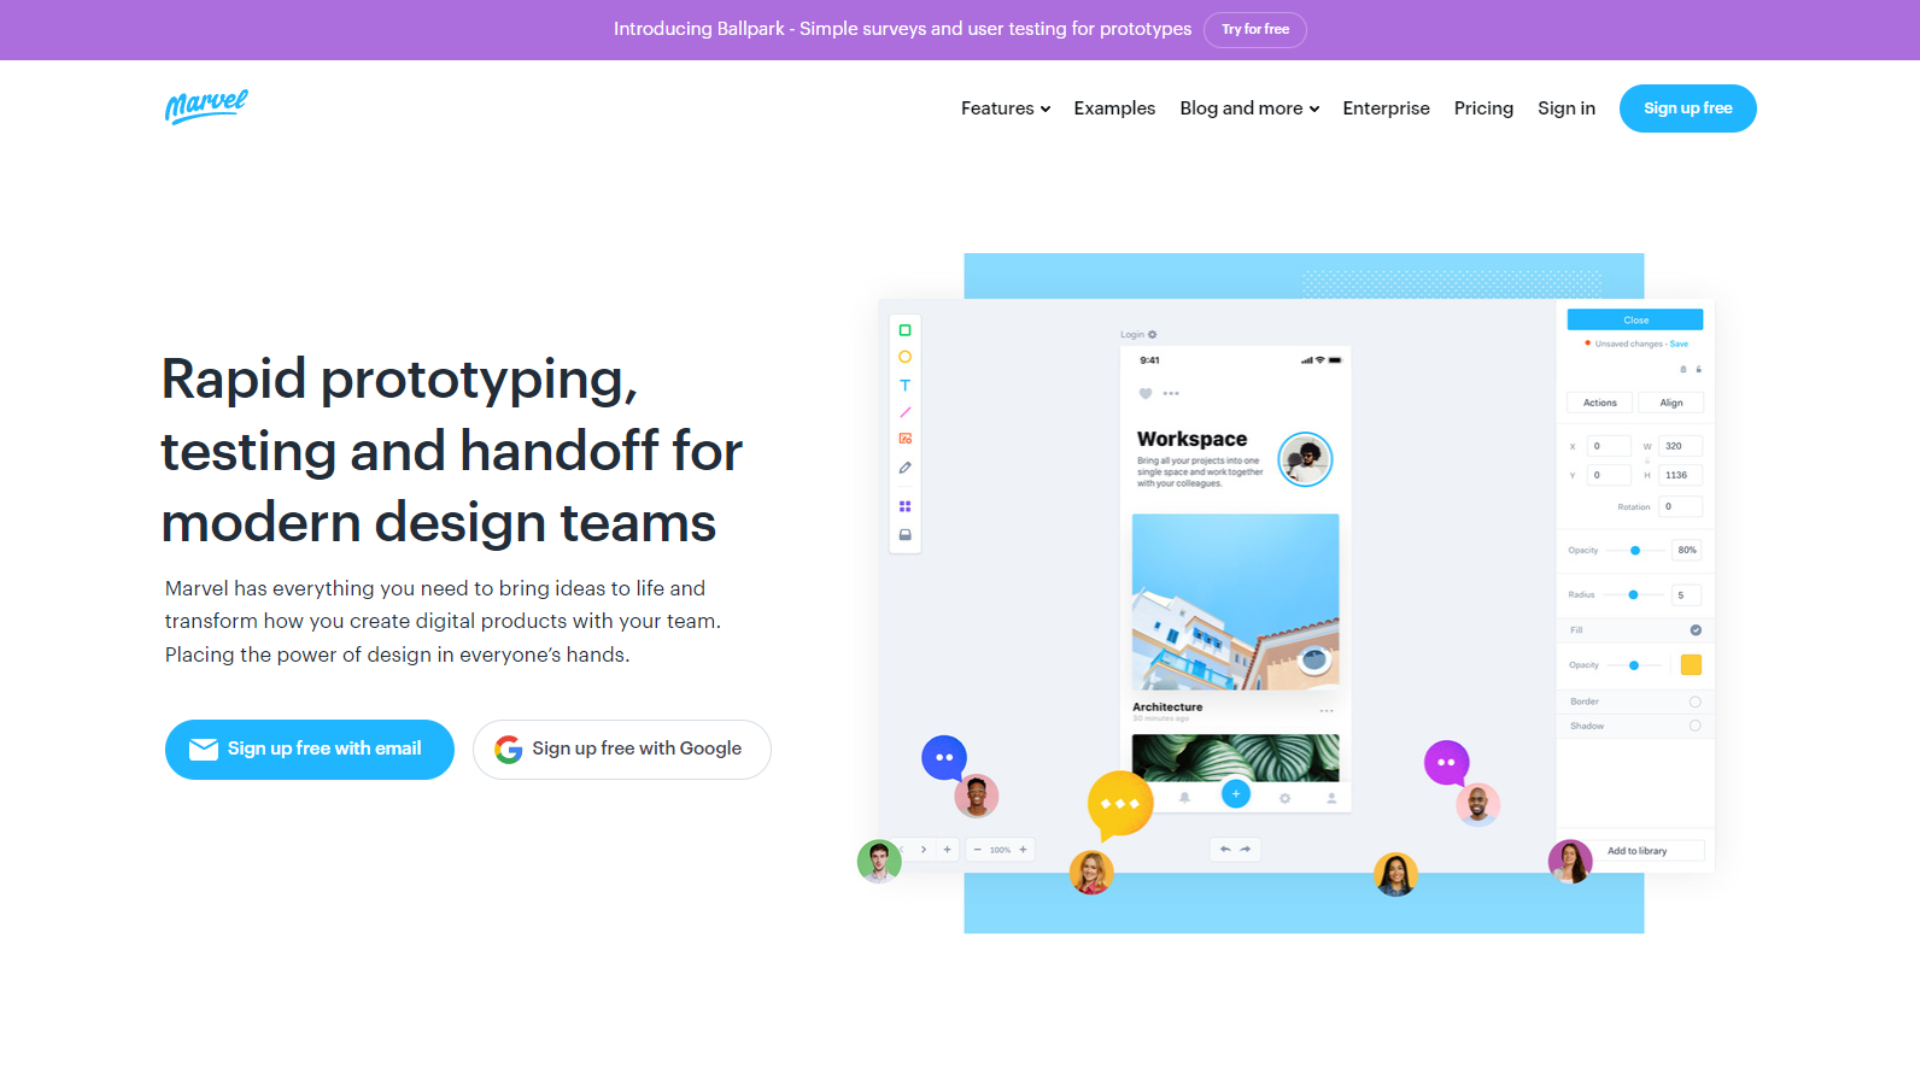 Introducing Ballpark - Simple surveys and user testing for prototypes Try for free
Marvel
Features Examples Blog and more Enterprise Pricing Sign in Sign up free
Rapid prototyping,
testing and handoff for
modern design teams
Marvel has everything you need to bring ideas to life and
transform how you create digital products with your team.
Placing the power of design in everyone’s hands.
Sign up free with email
Sign up free with Google
Login
9:41
Workspace
Bring all your projects into one
single space and work together
with your colleagues.
Architecture
30 minutes ago
100%
Close
Unsaved changes - Save
Actions Align
X 0 W 320
Y 0 H 1136
Rotation 0
Opacity 80%
Radius 5
Fill
Opacity
Border
Shadow
Add to library